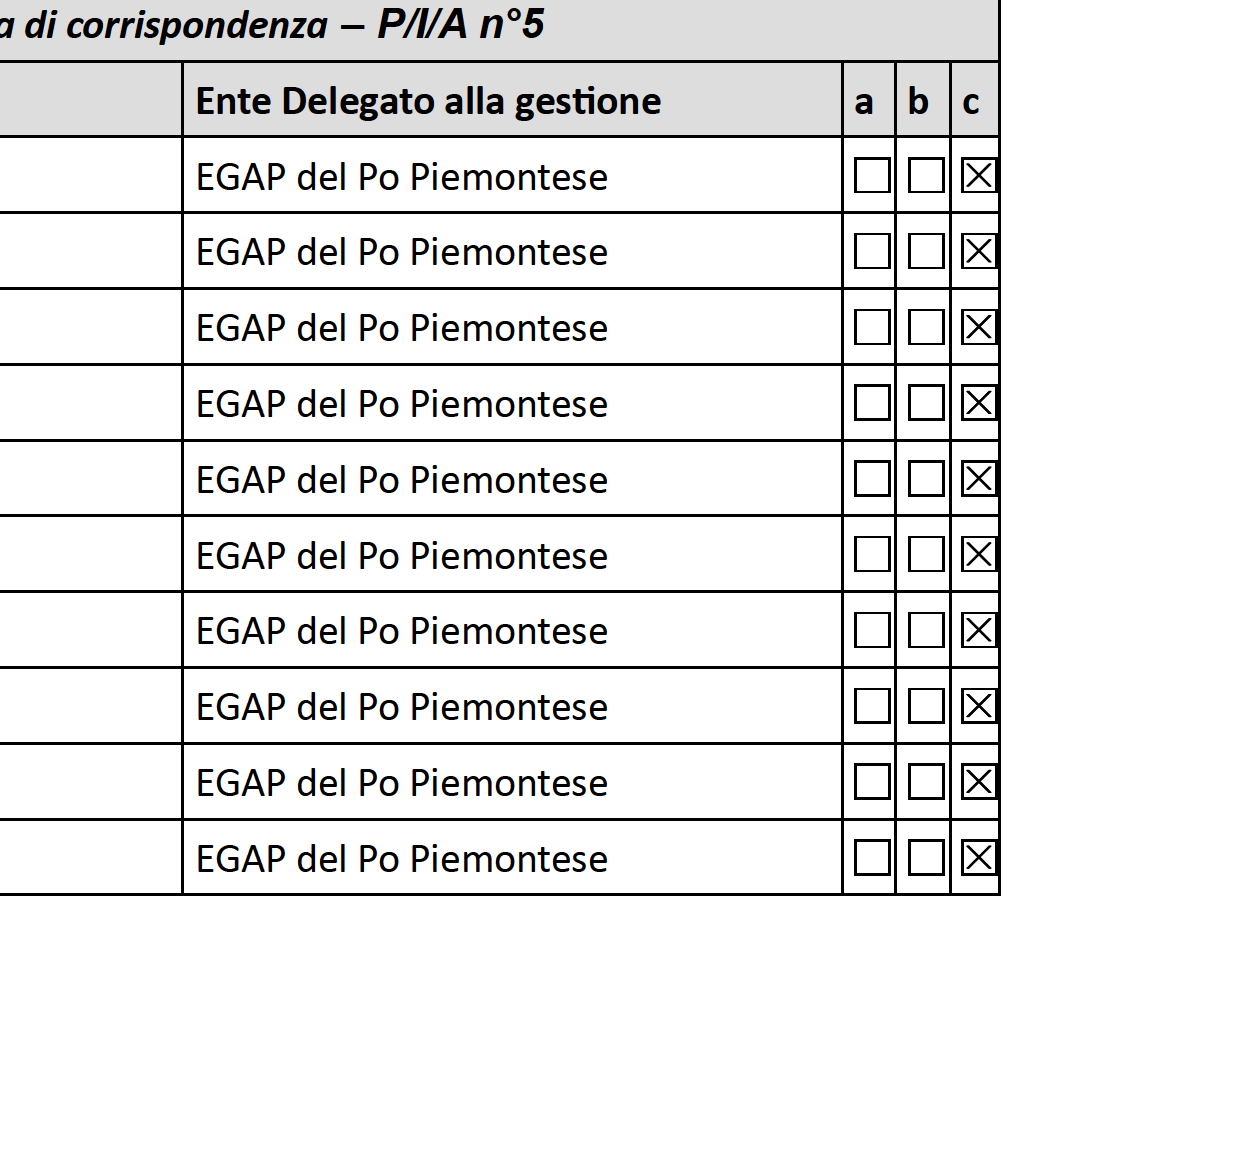 a di corrispondenza – P/I/A n°5
Ente Delegato alla gestione a b c
EGAP del Po Piemontese ☐ ☐ ☒
EGAP del Po Piemontese ☐ ☐ ☒
EGAP del Po Piemontese ☐ ☐ ☒
EGAP del Po Piemontese ☐ ☐ ☒
EGAP del Po Piemontese ☐ ☐ ☒
EGAP del Po Piemontese ☐ ☐ ☒
EGAP del Po Piemontese ☐ ☐ ☒
EGAP del Po Piemontese ☐ ☐ ☒
EGAP del Po Piemontese ☐ ☐ ☒
EGAP del Po Piemontese ☐ ☐ ☒